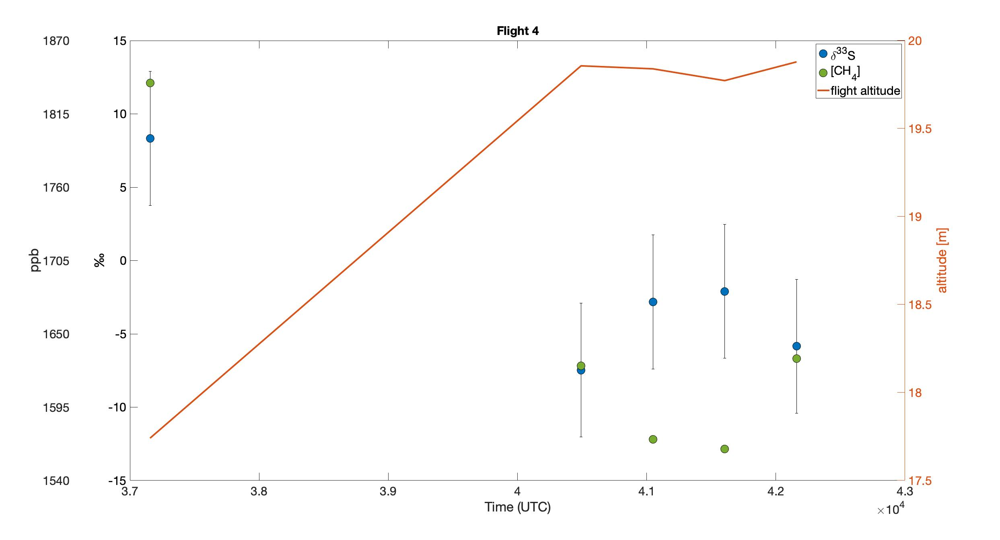 Flight 4
1870
1815
1760
1705
1650
1595
1540
ppb
15
10
5
0
-5
-10
-15
‰
δ³³S
[CH₄]
flight altitude
20
19.5
19
18.5
18
17.5
altitude [m]
3.7 3.8 3.9 4 4.1 4.2 4.3
Time (UTC)
×10⁴